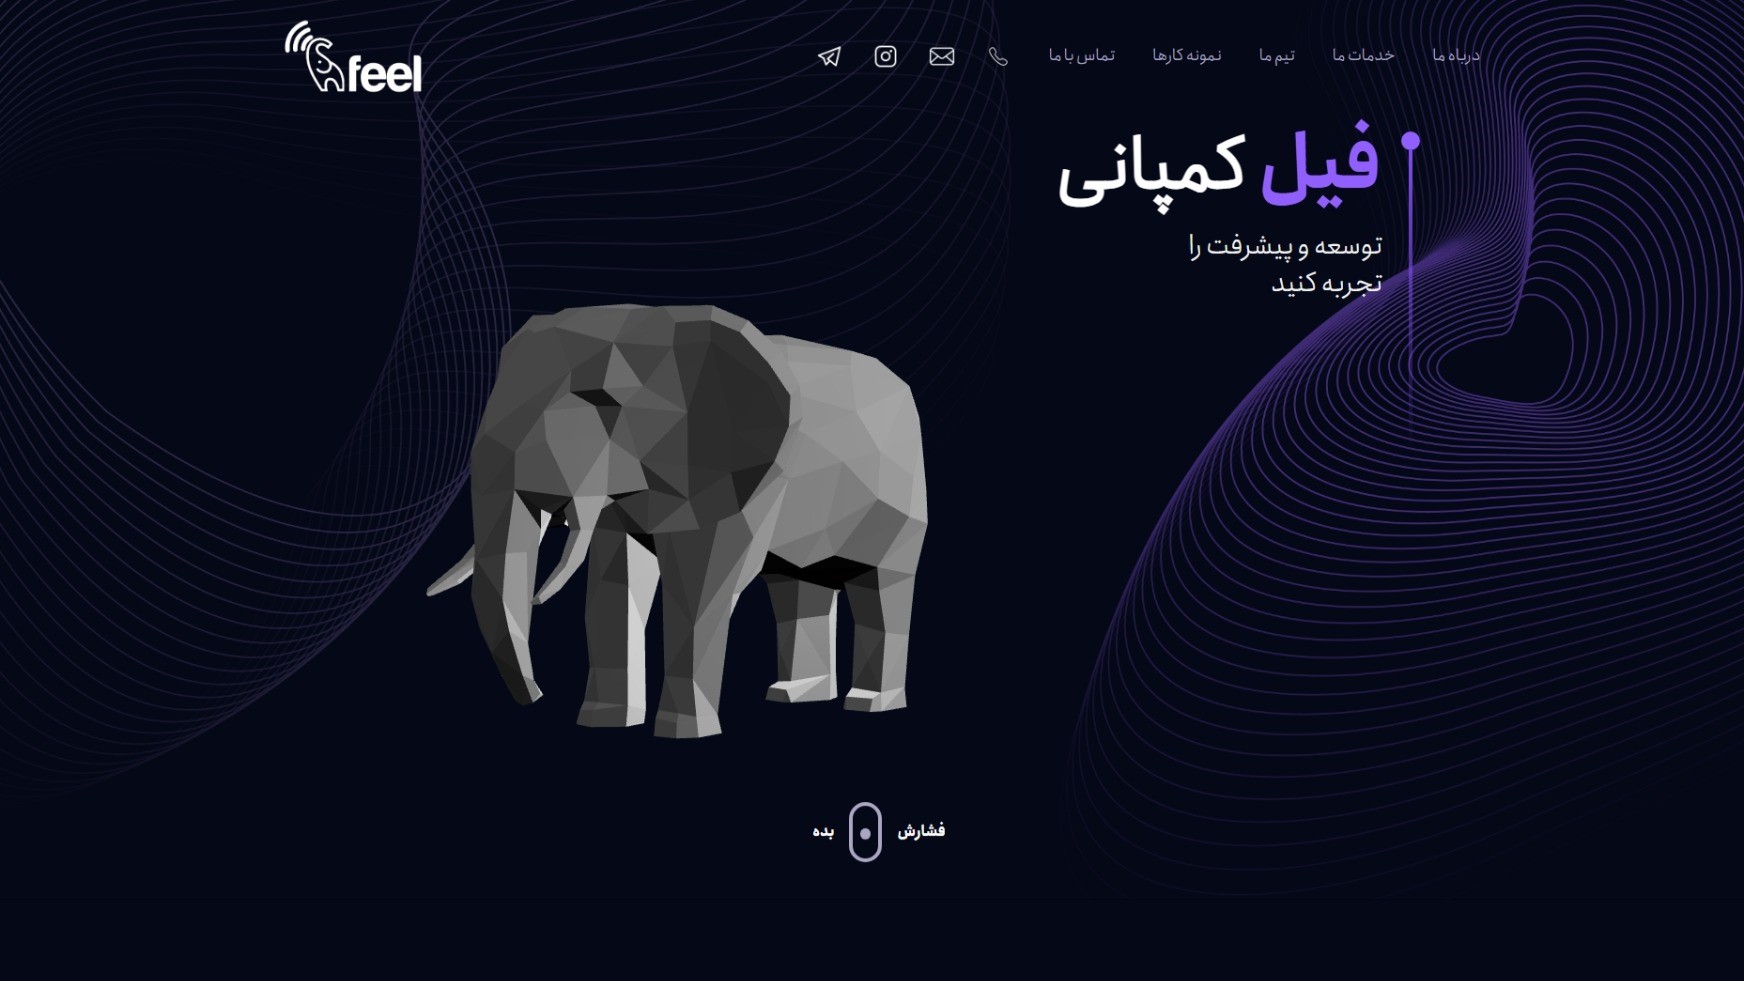 feel
درباه ما
خدمات ما
تیم ما
نمونه کارها
تماس با ما
فیل کمپانی
توسعه و پیشرفت را
تجربه کنید
فشارش بده